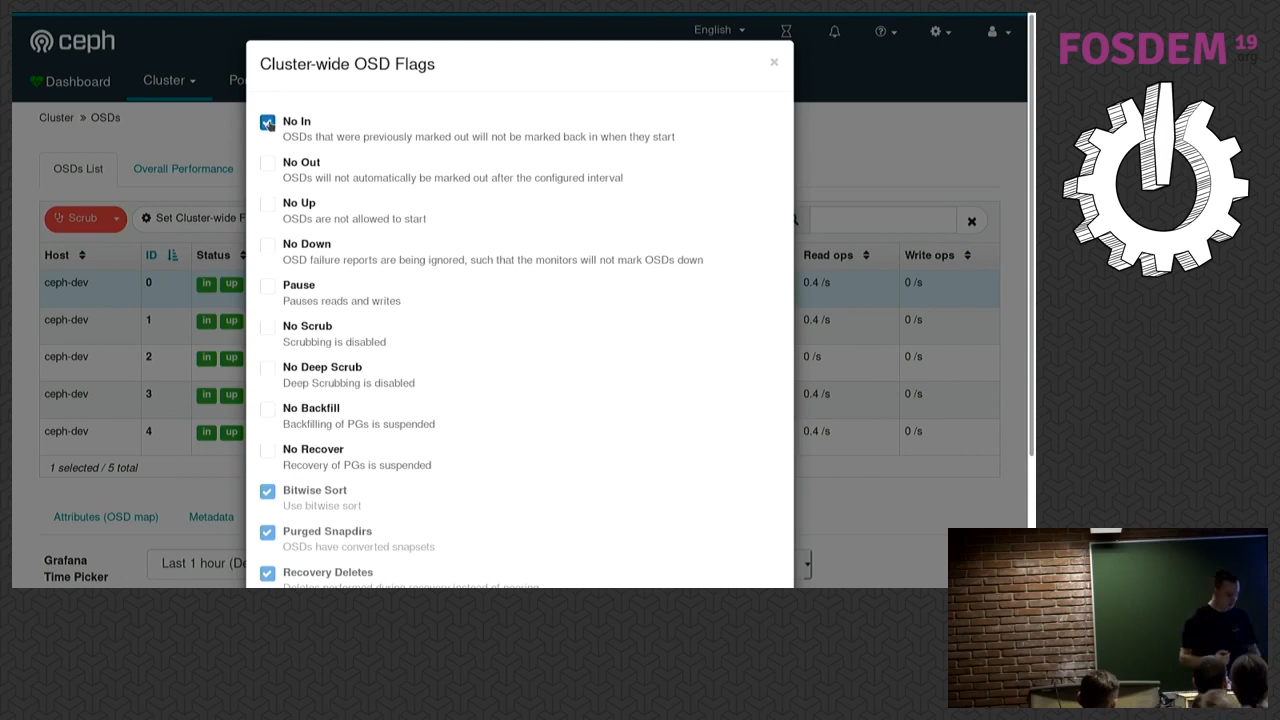 ceph
English
Dashboard
Cluster
Po
Cluster » OSDs
OSDs List
Overall Performance
Scrub
Set Cluster-wide F
Host
ID
Status
Read ops
Write ops
ceph-dev 0 in up 0.4 /s 0 /s
ceph-dev 1 in up 0.4 /s 0 /s
ceph-dev 2 in up 0 /s 0 /s
ceph-dev 3 in up 0.4 /s 0 /s
ceph-dev 4 in up 0.4 /s 0 /s
1 selected / 5 total
Attributes (OSD map)
Metadata
Grafana
Time Picker
Last 1 hour (De
Cluster-wide OSD Flags
×
No In
OSDs that were previously marked out will not be marked back in when they start
No Out
OSDs will not automatically be marked out after the configured interval
No Up
OSDs are not allowed to start
No Down
OSD failure reports are being ignored, such that the monitors will not mark OSDs down
Pause
Pauses reads and writes
No Scrub
Scrubbing is disabled
No Deep Scrub
Deep Scrubbing is disabled
No Backfill
Backfilling of PGs is suspended
No Recover
Recovery of PGs is suspended
Bitwise Sort
Use bitwise sort
Purged Snapdirs
OSDs have converted snapsets
Recovery Deletes
Deletes performed during recovery instead of peering
FOSDEM 19
.org